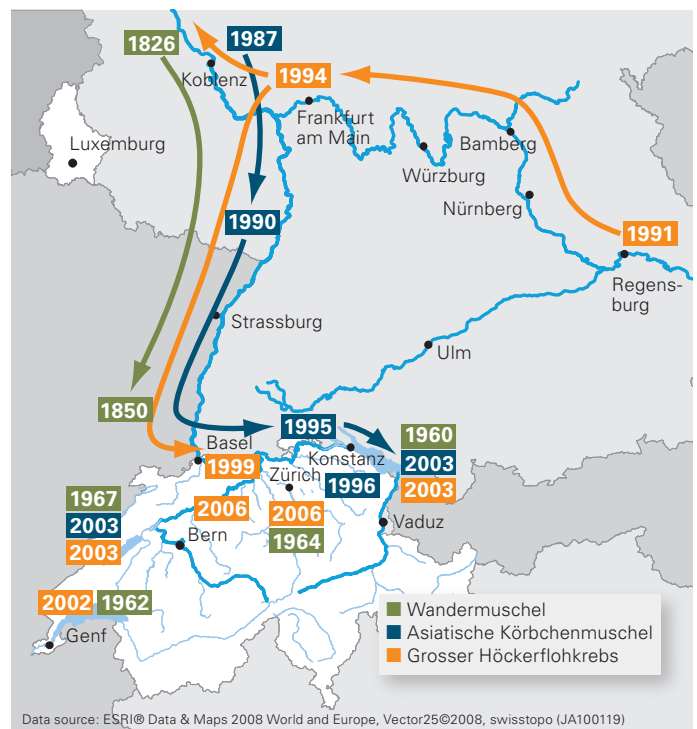 1826
1987
Koblenz
1994
Frankfurt
am Main
Luxemburg
Bamberg
Würzburg
Nürnberg
1990
1991
Regens-
burg
Strassburg
Ulm
1850
1995
1960
Basel
Konstanz
2003
1999
Zürich
1996
2003
1967
2006
2006
2003
1964
Vaduz
2003
Bern
2002
1962
Genf
Wandermuschel
Asiatische Körbchenmuschel
Grosser Höckerflohkrebs
Data source: ESRI® Data & Maps 2008 World and Europe, Vector25©2008, swisstopo (JA100119)